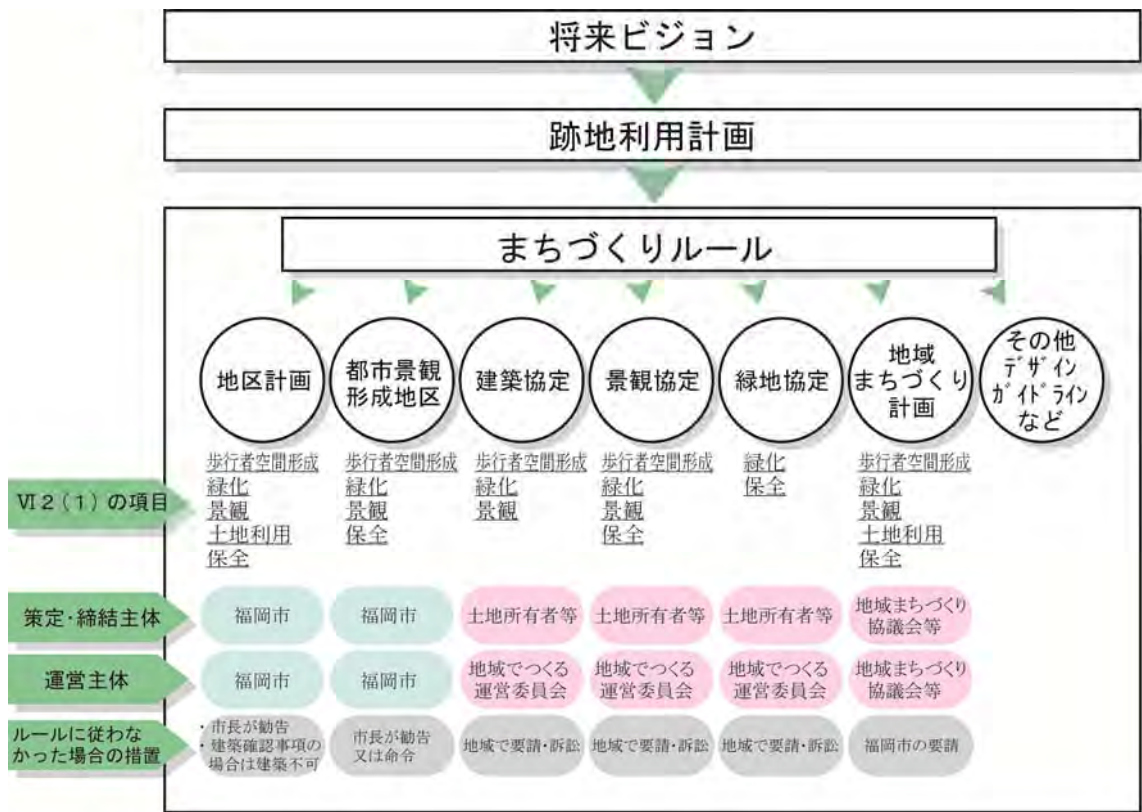 将来ビジョン
跡地利用計画
まちづくりルール
地区計画
都市景観
形成地区
建築協定
景観協定
緑地協定
地域
まちづくり
計画
その他
ﾃﾞｻﾞｲﾝ
ｶﾞｲﾄﾞﾗｲﾝ
など
Ⅵ２（１）の項目
歩行者空間形成
緑化
景観
土地利用
保全
歩行者空間形成
緑化
景観
保全
歩行者空間形成
緑化
景観
歩行者空間形成
緑化
景観
保全
緑化
保全
歩行者空間形成
緑化
景観
土地利用
保全
策定･締結主体
福岡市
福岡市
土地所有者等
土地所有者等
土地所有者等
地域まちづくり
協議会等
運営主体
福岡市
福岡市
地域でつくる
運営委員会
地域でつくる
運営委員会
地域でつくる
運営委員会
地域まちづくり
協議会等
ルールに従わな
かった場合の措置
・市長が勧告
・建築確認事項の
場合は建築不可
市長が勧告
又は命令
地域で要請･訴訟
地域で要請･訴訟
地域で要請･訴訟
福岡市の要請